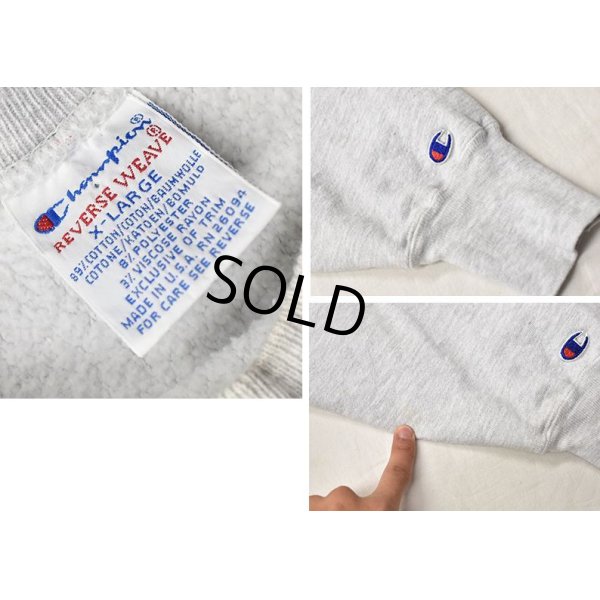 Champion®
REVERSE WEAVE®
X-LARGE
89% COTTON/COTON/BAUMWOLLE
COTONE/KATOEN/BOMULD
8% POLYESTER
3% VISCOSE RAYON
EXCLUSIVE OF TRIM
MADE IN U.S.A. RN 26094
FOR CARE SEE REVERSE
SOLD